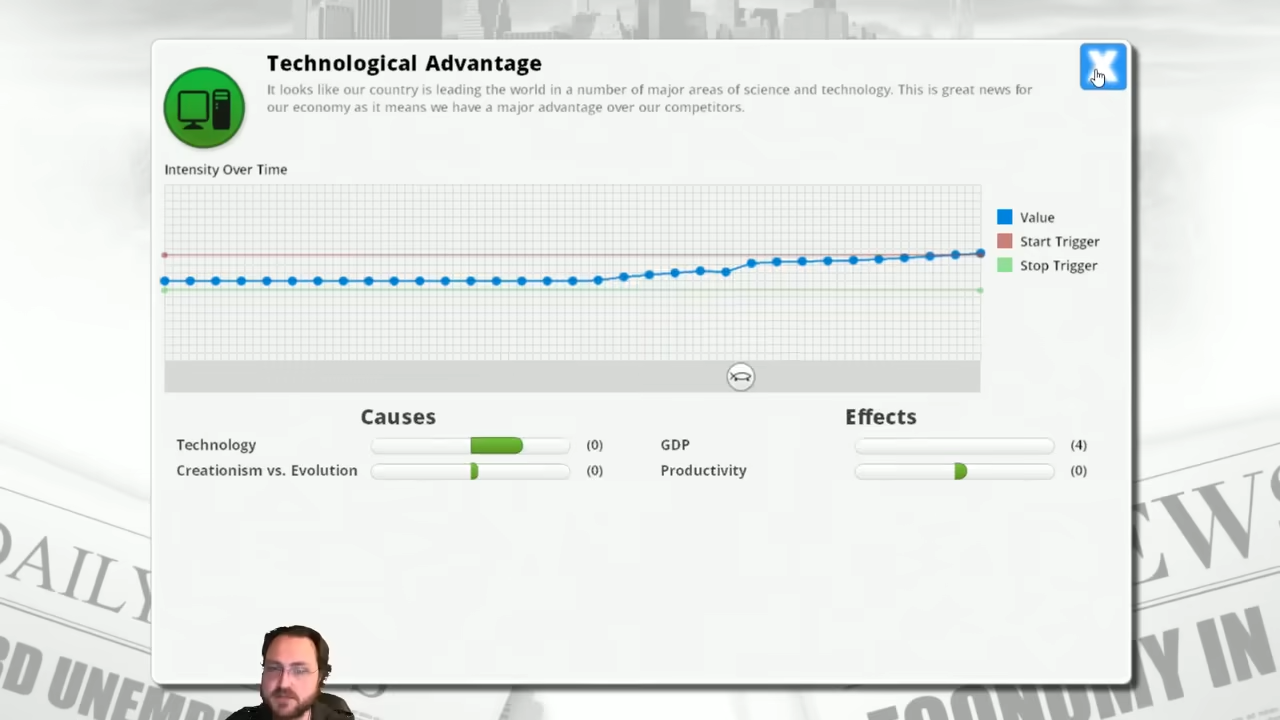 Technological Advantage
It looks like our country is leading the world in a number of major areas of science and technology. This is great news for
our economy as it means we have a major advantage over our competitors.
Intensity Over Time
Value
Start Trigger
Stop Trigger
Causes
Effects
Technology (0)
GDP (4)
Creationism vs. Evolution (0)
Productivity (0)
DAILY
EWS
RD UNEMP
ECONOMY IN